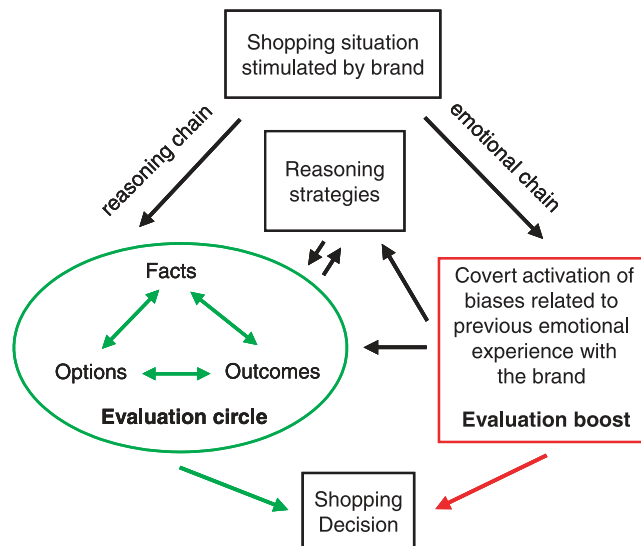 Shopping situation
stimulated by brand
reasoning chain
emotional chain
Reasoning
strategies
Facts
Options
Outcomes
Evaluation circle
Covert activation of
biases related to
previous emotional
experience with
the brand
Evaluation boost
Shopping
Decision